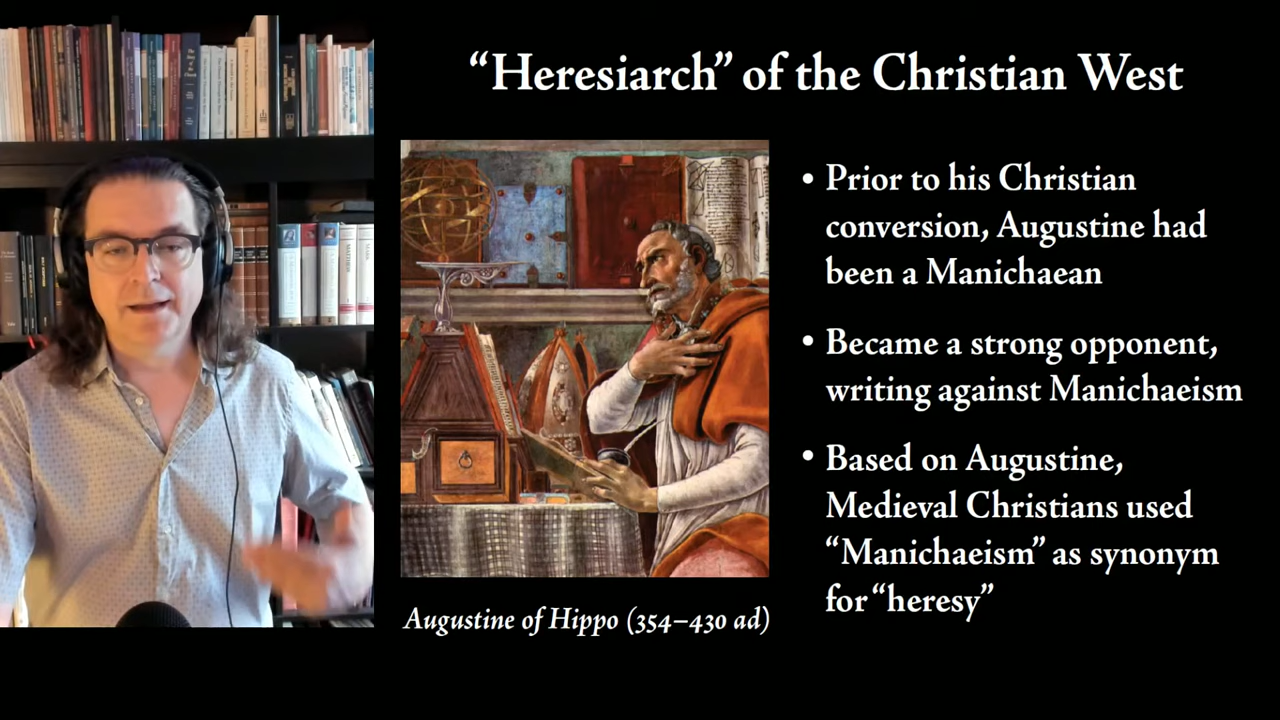 “Heresiarch” of the Christian West
• Prior to his Christian
conversion, Augustine had
been a Manichaean
• Became a strong opponent,
writing against Manichaeism
• Based on Augustine,
Medieval Christians used
“Manichaeism” as synonym
for “heresy”
Augustine of Hippo (354–430 ad)